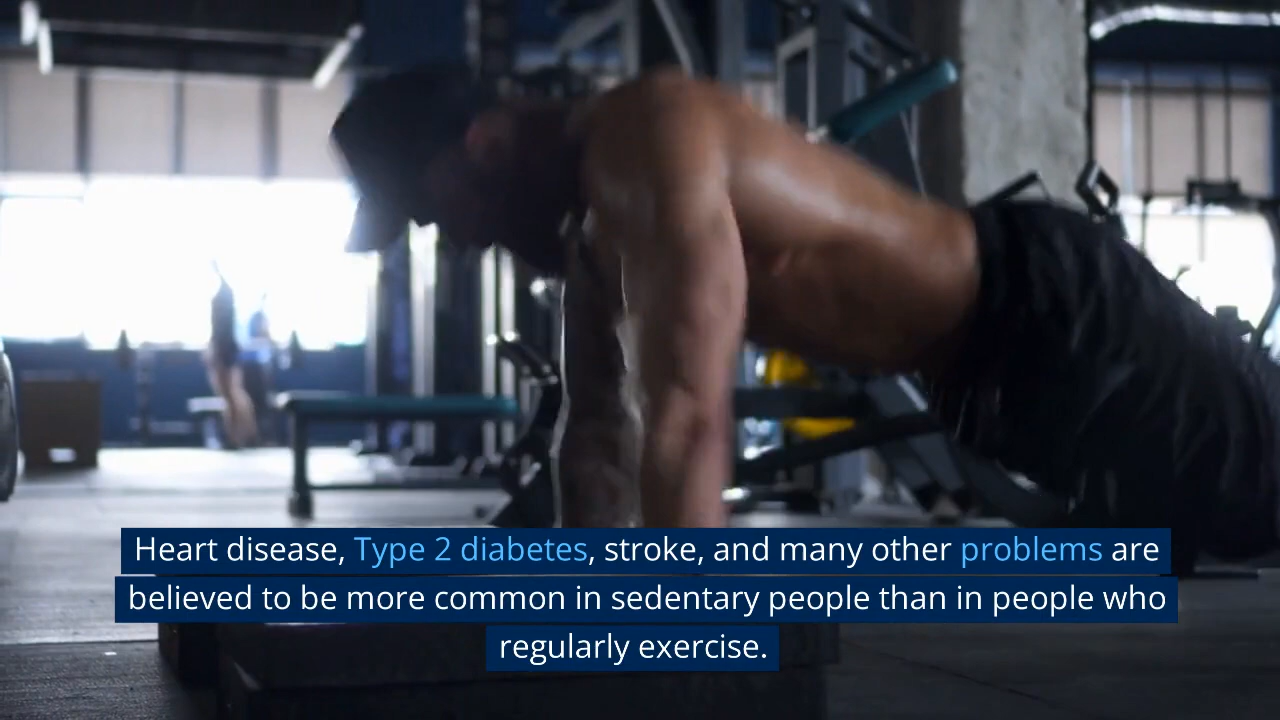 Heart disease, Type 2 diabetes, stroke, and many other problems are
believed to be more common in sedentary people than in people who
regularly exercise.